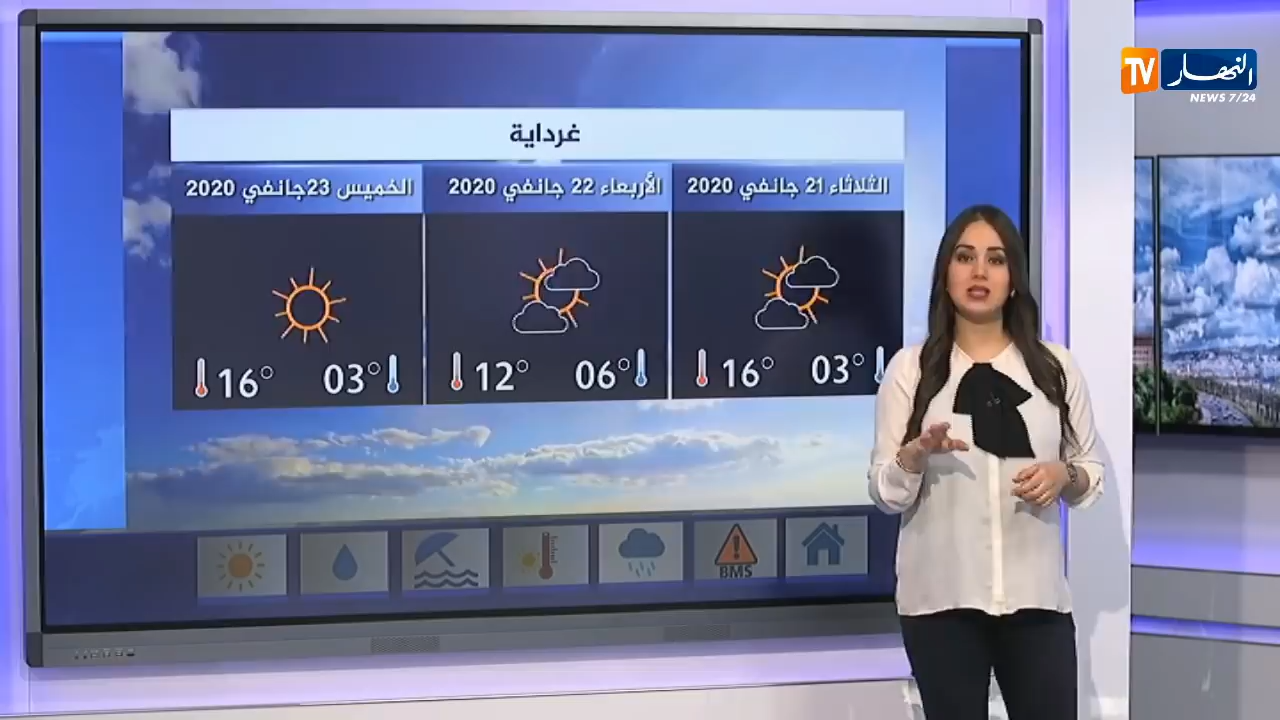 TV النهار
NEWS 7/24
غرداية
الثلاثاء 21 جانفي 2020
الأربعاء 22 جانفي 2020
الخميس 23جانفي 2020
16° 03°
12° 06°
16° 03°
BMS